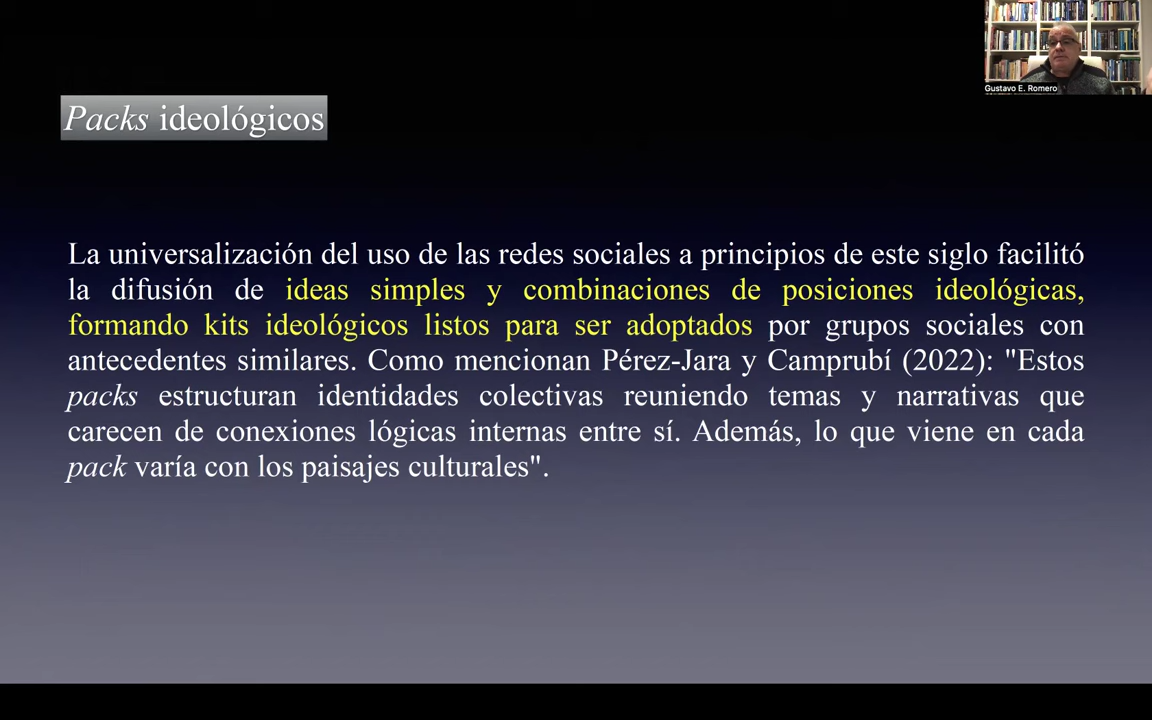 Gustavo E. Romero
Packs ideológicos
La universalización del uso de las redes sociales a principios de este siglo facilitó
la difusión de ideas simples y combinaciones de posiciones ideológicas,
formando kits ideológicos listos para ser adoptados por grupos sociales con
antecedentes similares. Como mencionan Pérez-Jara y Camprubí (2022): "Estos
packs estructuran identidades colectivas reuniendo temas y narrativas que
carecen de conexiones lógicas internas entre sí. Además, lo que viene en cada
pack varía con los paisajes culturales".